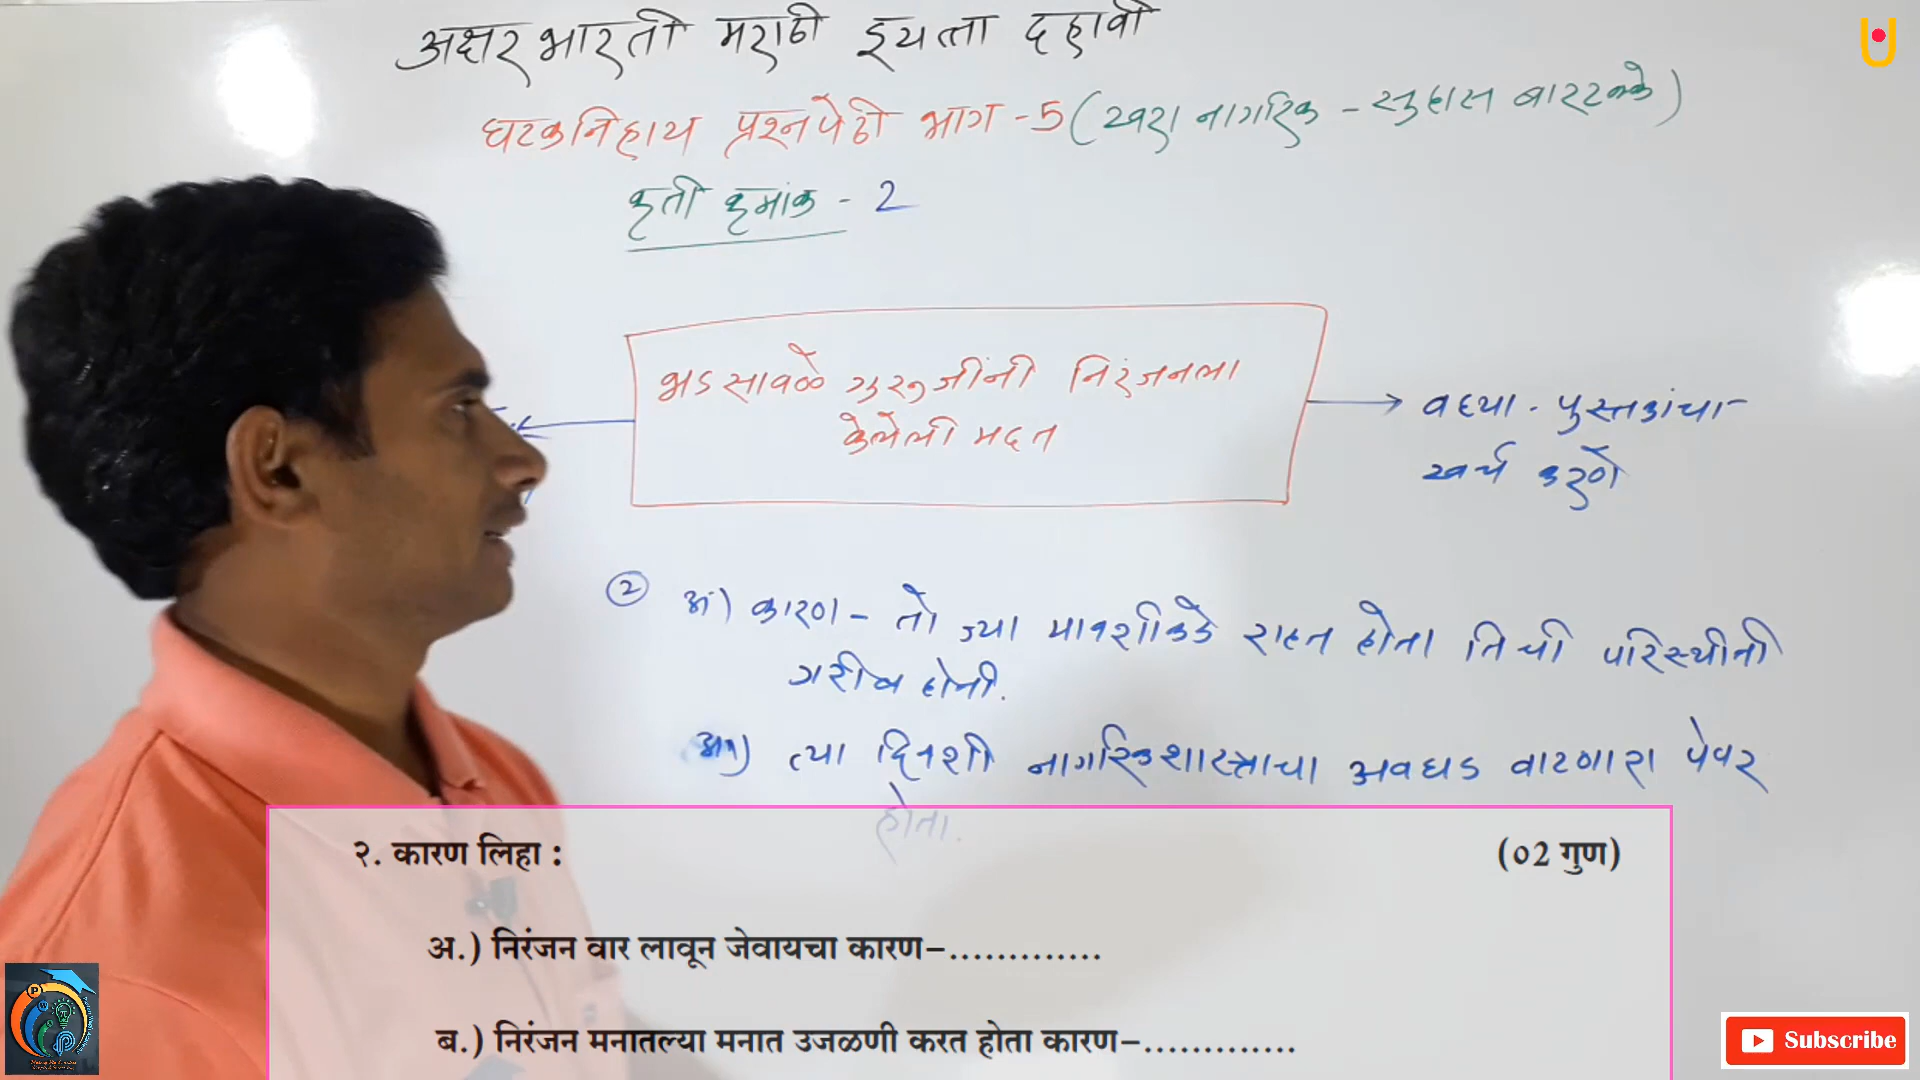 अक्षरभारती मराठी इयत्ता दहावी
घटकनिहाय प्रश्नपेढी भाग - 5 (खरा नागरिक - सुहास बारटक्के)
कृती क्रमांक - 2
भडसावळे गुरुजींनी निरंजनला
केलेली मदत
वह्या - पुस्तकांचा
खर्च करणे
2 अ) कारण - तो ज्या मावशीकडे राहत होता तिची परिस्थीती
गरीब होती.
त्या दिवशी नागरिकशास्त्राचा अवघड वाटणारा पेपर
होता.
२. कारण लिहा : (02 गुण)
अ.) निरंजन वार लावून जेवायचा कारण–.............
ब.) निरंजन मनातल्या मनात उजळणी करत होता कारण–.............
Subscribe